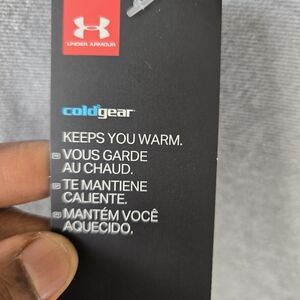 UNDER ARMOUR
coldgear
KEEPS YOU WARM.
VOUS GARDE
AU CHAUD.
TE MANTIENE
CALIENTE.
MANTÉM VOCÊ
AQUECIDO.